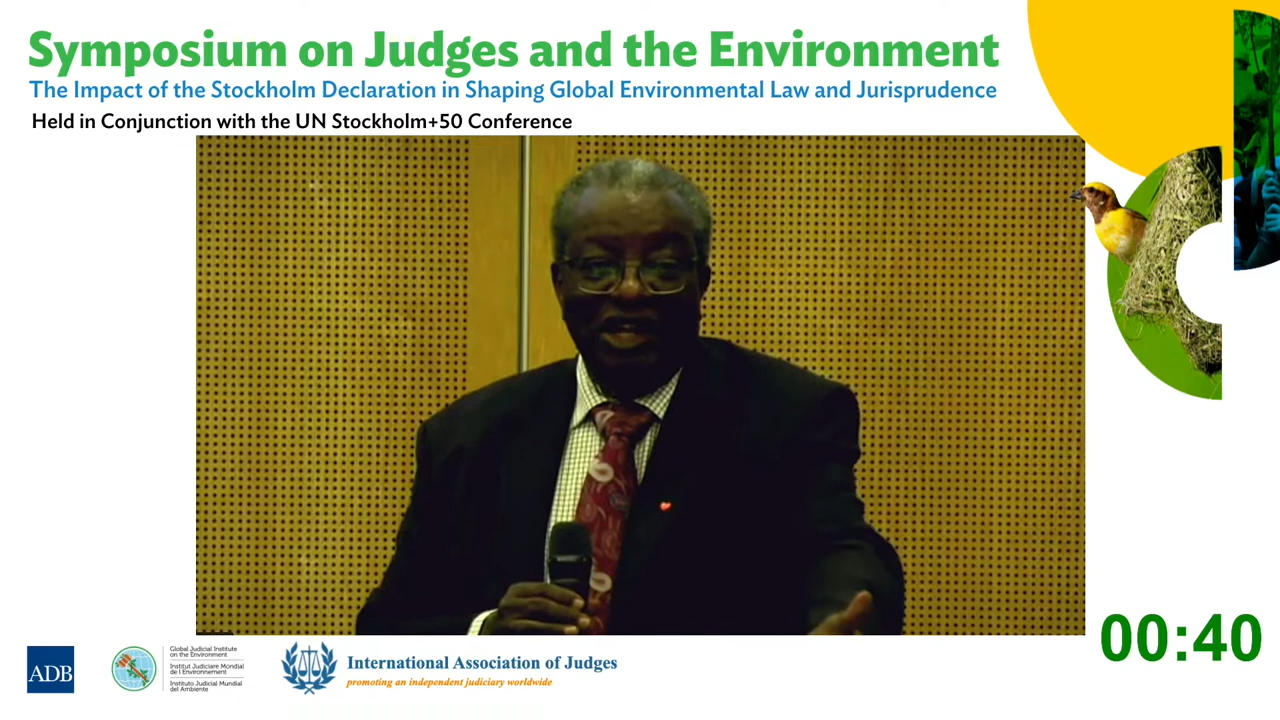 Symposium on Judges and the Environment
The Impact of the Stockholm Declaration in Shaping Global Environmental Law and Jurisprudence
Held in Conjunction with the UN Stockholm+50 Conference
00:40
ADB
Global Judicial Institute
on the Environment
Institut Judiciaire Mondial
de l'Environnement
Instituto Judicial Mundial
del Ambiente
International Association of Judges
promoting an independent judiciary worldwide